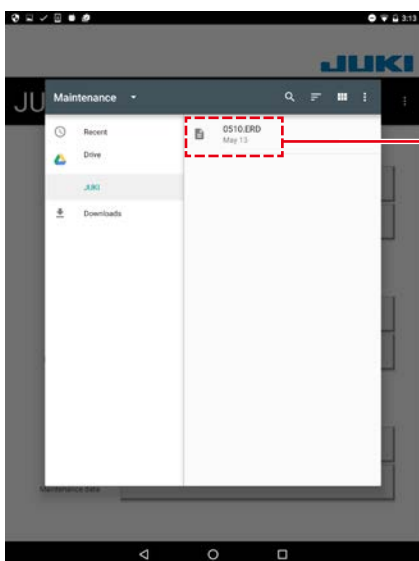 3:13
JUKI
JU
Maintenance
Recent
Drive
JUKI
Downloads
0510.ERD
May 13
Maintenance data